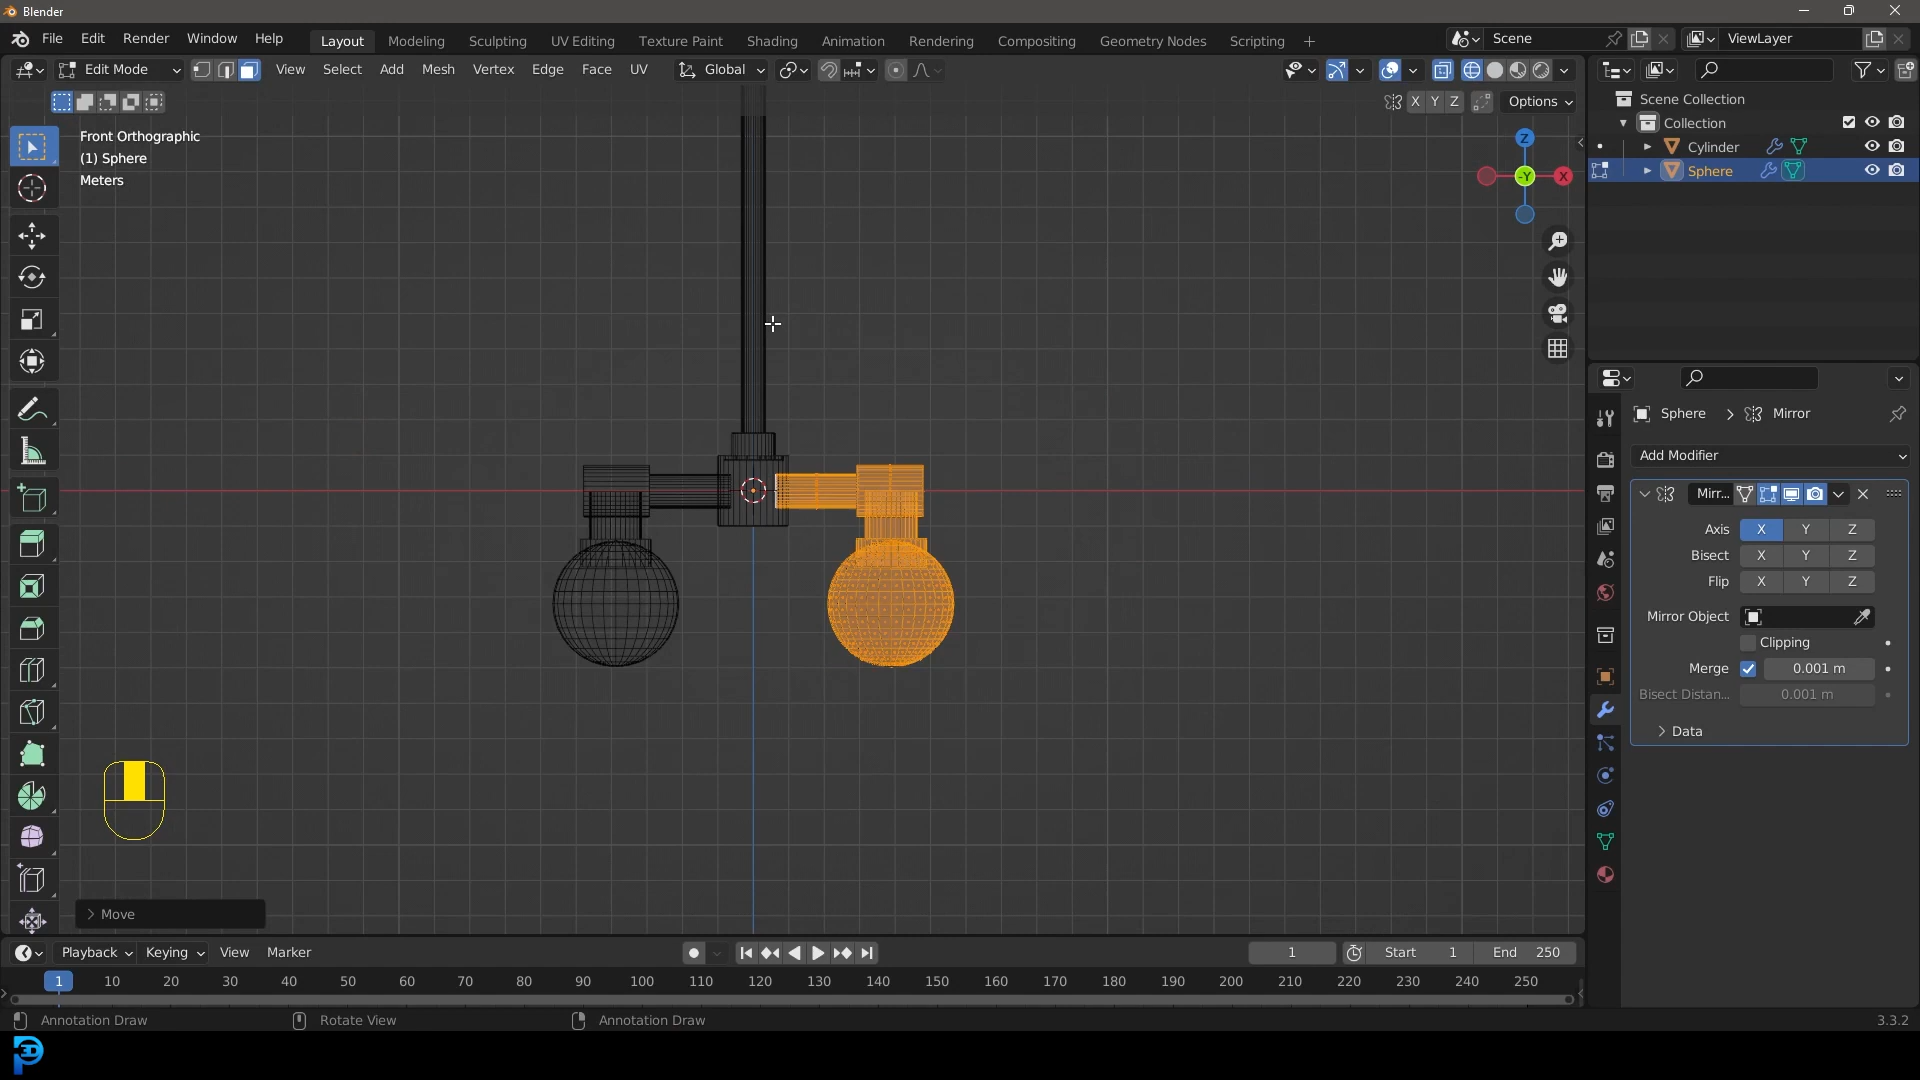 Blender
File Edit Render Window Help Layout Modeling Sculpting UV Editing Texture Paint Shading Animation Rendering Compositing Geometry Nodes Scripting + Scene ViewLayer
Edit Mode View Select Add Mesh Vertex Edge Face UV Global
X Y Z Options
Front Orthographic
(1) Sphere
Meters
Z
-Y X
Scene Collection
Collection
Cylinder
Sphere
Sphere > Mirror
Add Modifier
Mirr...
Axis X Y Z
Bisect X Y Z
Flip X Y Z
Mirror Object
Clipping
Merge 0.001 m
Bisect Distan... 0.001 m
Data
Move
Playback Keying View Marker 1 Start 1 End 250
1 10 20 30 40 50 60 70 80 90 100 110 120 130 140 150 160 170 180 190 200 210 220 230 240 250
Annotation Draw Rotate View Annotation Draw 3.3.2
3D